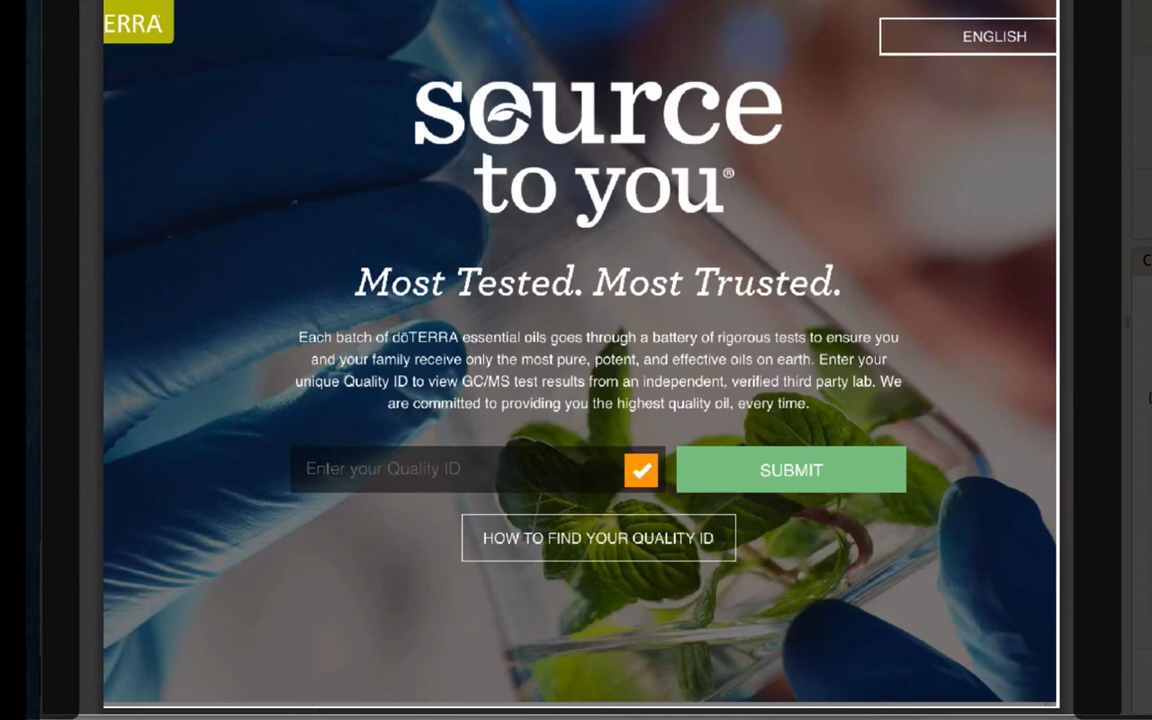 ERRA
ENGLISH
source
to you®
Most Tested. Most Trusted.
Each batch of dōTERRA essential oils goes through a battery of rigorous tests to ensure you
and your family receive only the most pure, potent, and effective oils on earth. Enter your
unique Quality ID to view GC/MS test results from an independent, verified third party lab. We
are committed to providing you the highest quality oil, every time.
Enter your Quality ID
SUBMIT
HOW TO FIND YOUR QUALITY ID